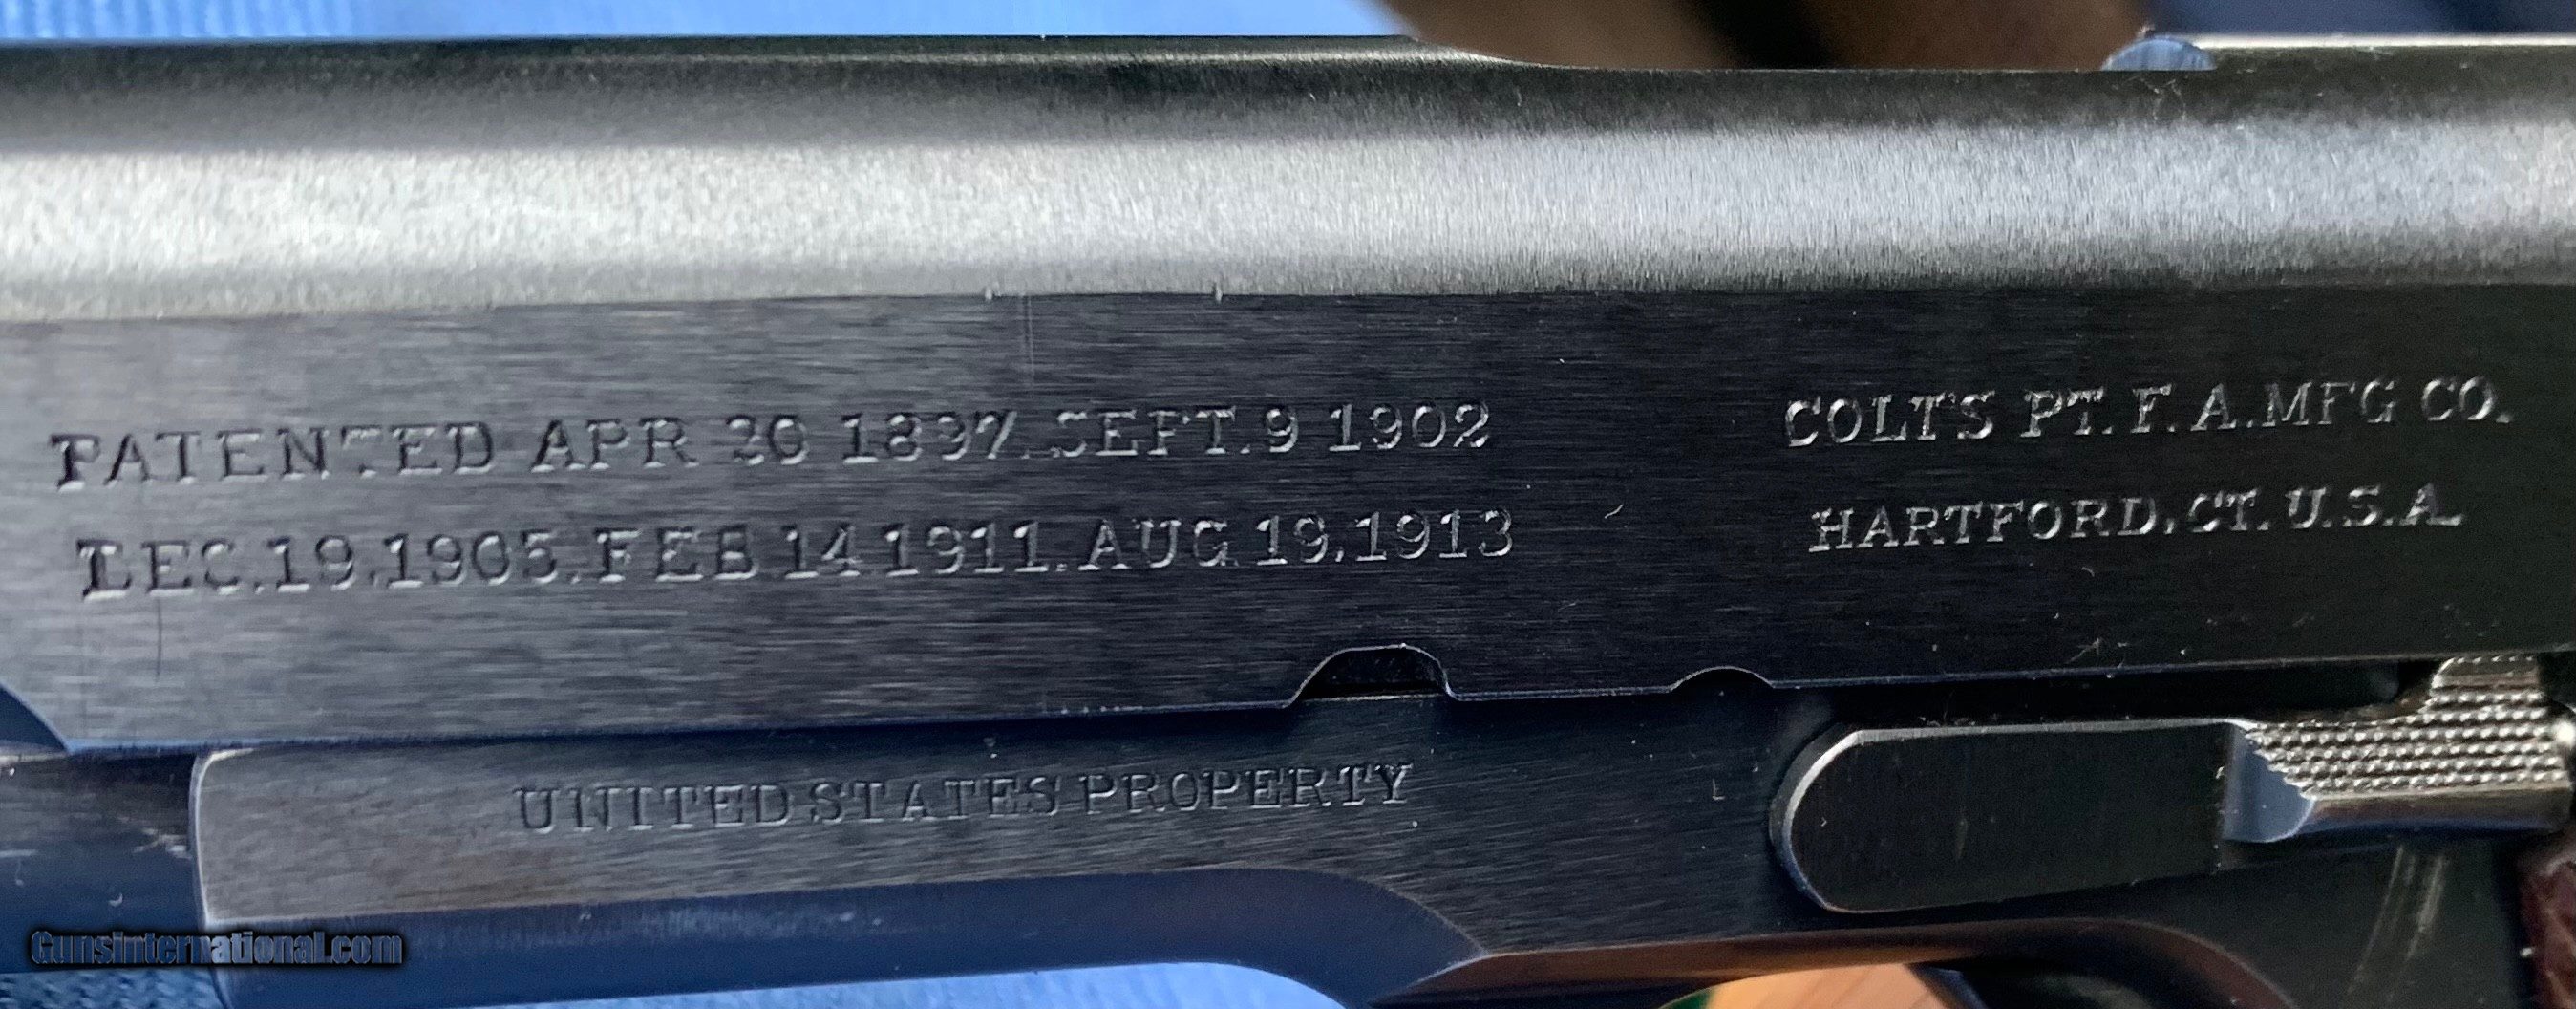 PATENTED APR 20 1897. SEPT. 9 1902
DEC. 19. 1905. FEB 14 1911. AUG. 19. 1913
COLT'S PT. F. A. MFG CO.
HARTFORD, CT. U.S.A.
UNITED STATES PROPERTY
Gunsinternational.com